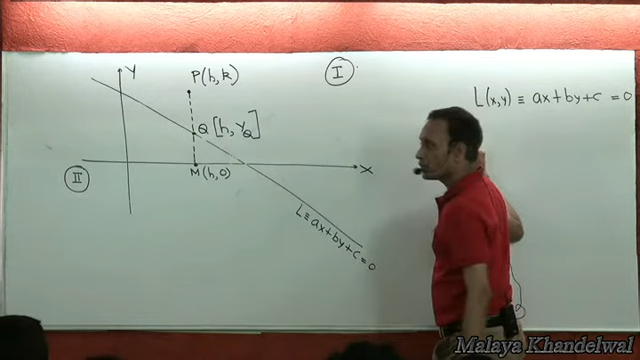 Y
P(h, k)
I
L(x,y) ≡ ax+by+c = 0
Q [h, Y_Q]
X
M(h, 0)
II
L ≡ ax+by+c = 0
Malaya Khandelwal